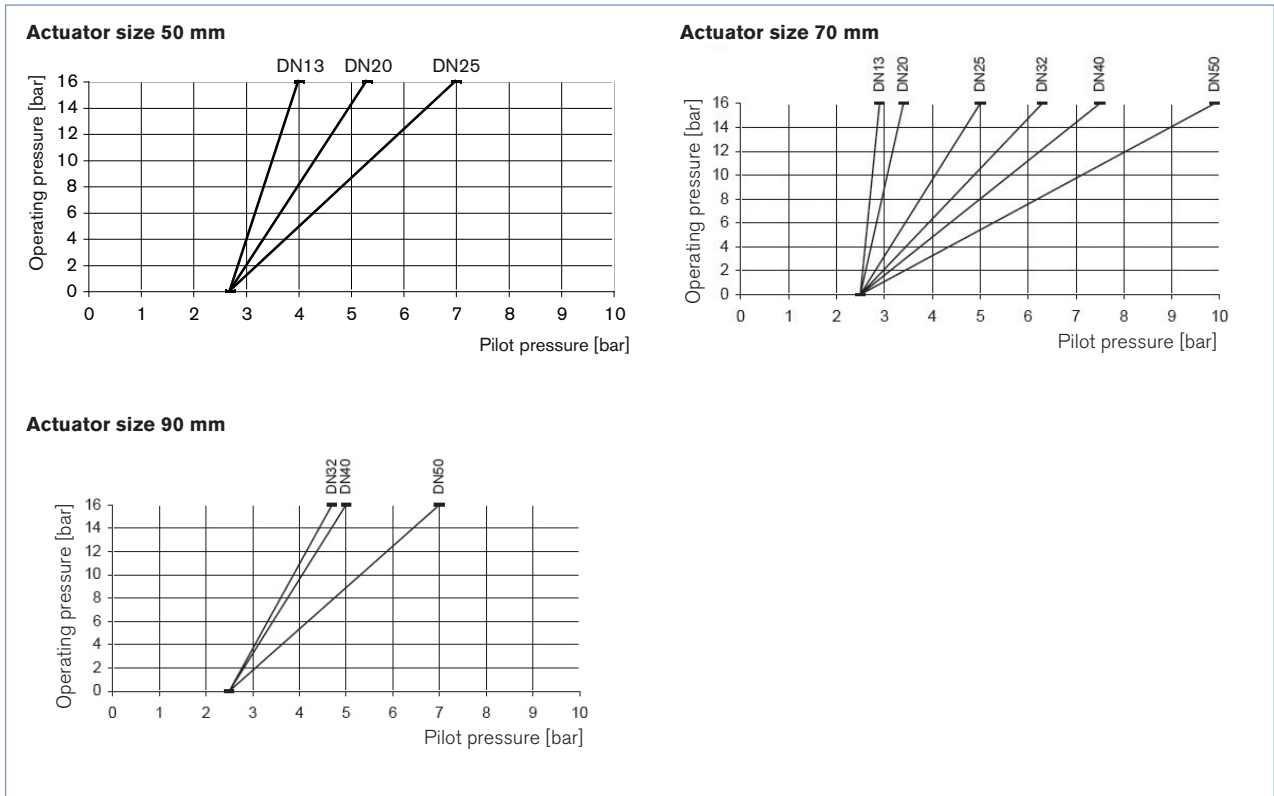 Actuator size 50 mm
DN13 DN20 DN25
Operating pressure [bar]
16
14
12
10
8
6
4
2
0
0 1 2 3 4 5 6 7 8 9 10
Pilot pressure [bar]
Actuator size 70 mm
DN13 DN20 DN25 DN32 DN40 DN50
Operating pressure [bar]
16
14
12
10
8
6
4
2
0
0 1 2 3 4 5 6 7 8 9 10
Pilot pressure [bar]
Actuator size 90 mm
DN32 DN40 DN50
Operating pressure [bar]
16
14
12
10
8
6
4
2
0
0 1 2 3 4 5 6 7 8 9 10
Pilot pressure [bar]